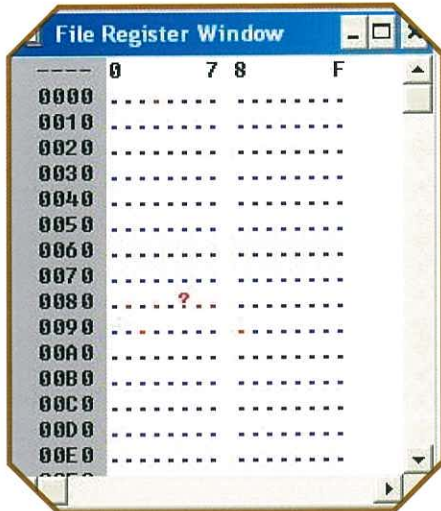 File Register Window
---- 0      7 8      F
0000 ........ ........
0010 ........ ........
0020 ........ ........
0030 ........ ........
0040 ........ ........
0050 ........ ........
0060 ........ ........
0070 ........ ........
0080 .....?.. ........
0090 ........ ........
00A0 ........ ........
00B0 ........ ........
00C0 ........ ........
00D0 ........ ........
00E0 ........ ........